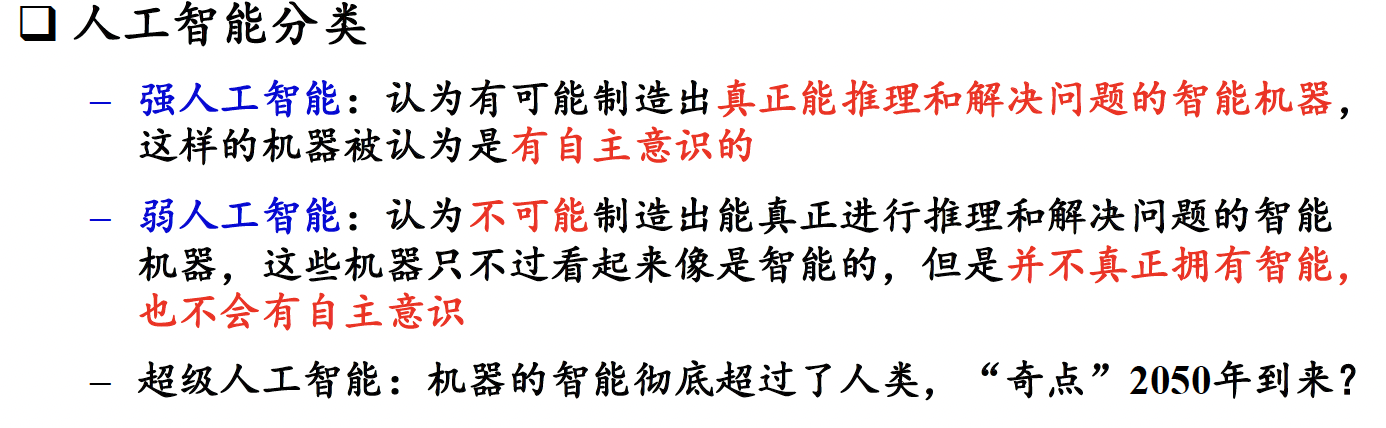 ❑ 人工智能分类
– 强人工智能：认为有可能制造出真正能推理和解决问题的智能机器，
这样的机器被认为是有自主意识的
– 弱人工智能：认为不可能制造出能真正进行推理和解决问题的智能
机器，这些机器只不过看起来像是智能的，但是并不真正拥有智能，
也不会有自主意识
– 超级人工智能：机器的智能彻底超过了人类，“奇点”2050年到来？